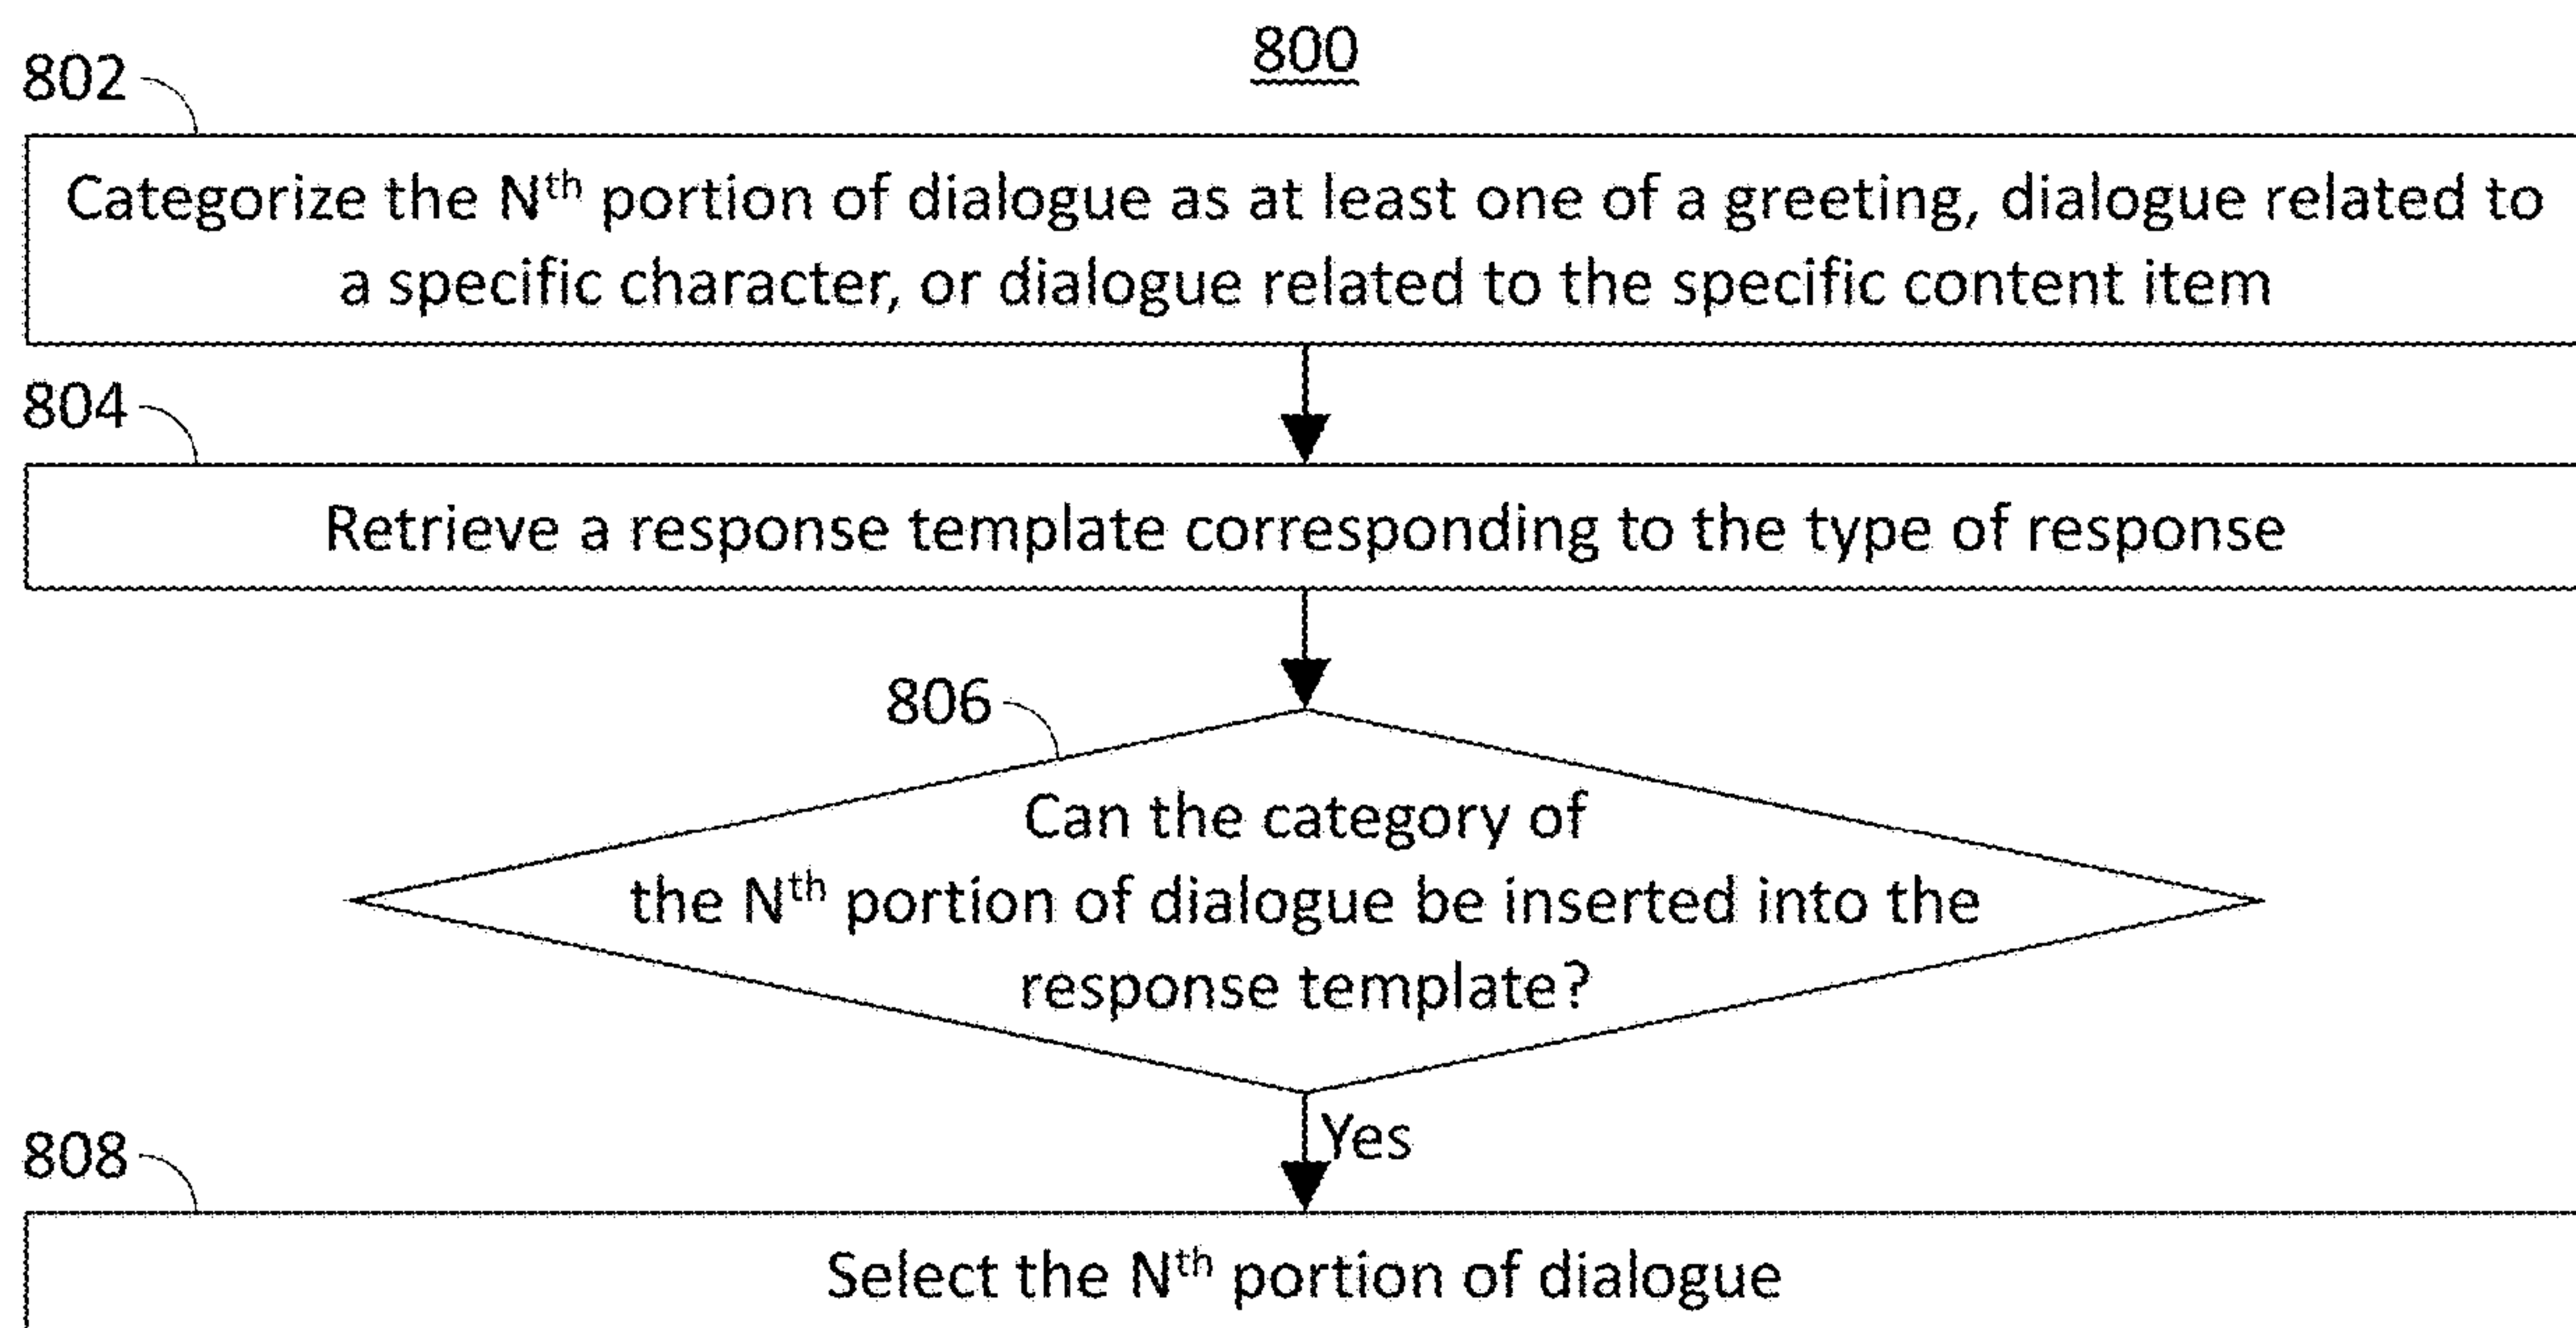 800
802
Categorize the Nth portion of dialogue as at least one of a greeting, dialogue related to
a specific character, or dialogue related to the specific content item
804
Retrieve a response template corresponding to the type of response
806
Can the category of
the Nth portion of dialogue be inserted into the
response template?
Yes
808
Select the Nth portion of dialogue